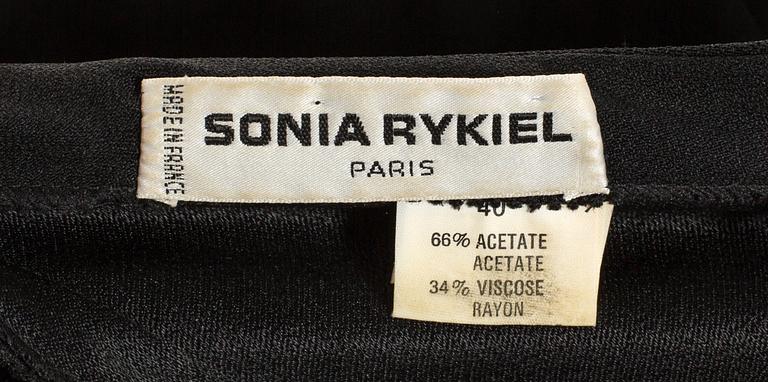 MADE IN FRANCE
SONIA RYKIEL
PARIS
40
66% ACETATE
ACETATE
34% VISCOSE
RAYON